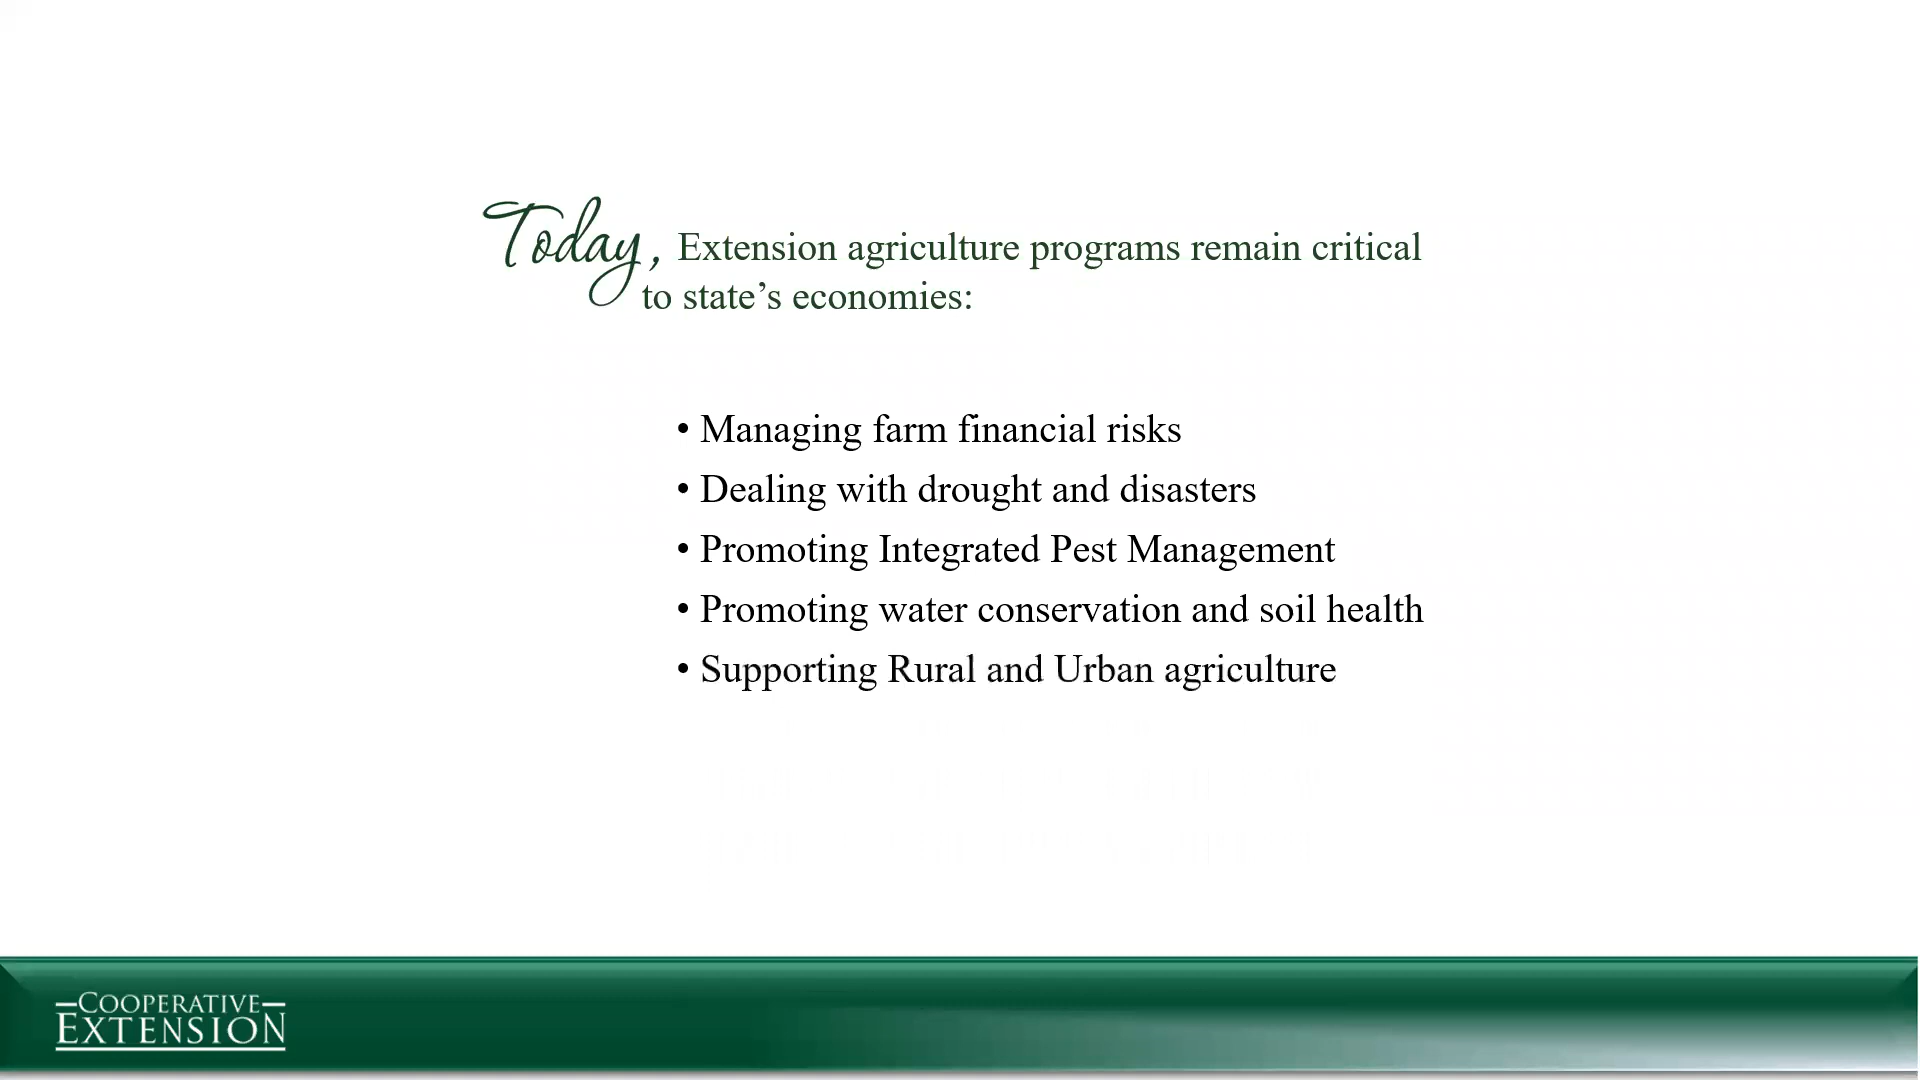 Today, Extension agriculture programs remain critical
to state’s economies:
• Managing farm financial risks
• Dealing with drought and disasters
• Promoting Integrated Pest Management
• Promoting water conservation and soil health
• Supporting Rural and Urban agriculture
COOPERATIVE
EXTENSION